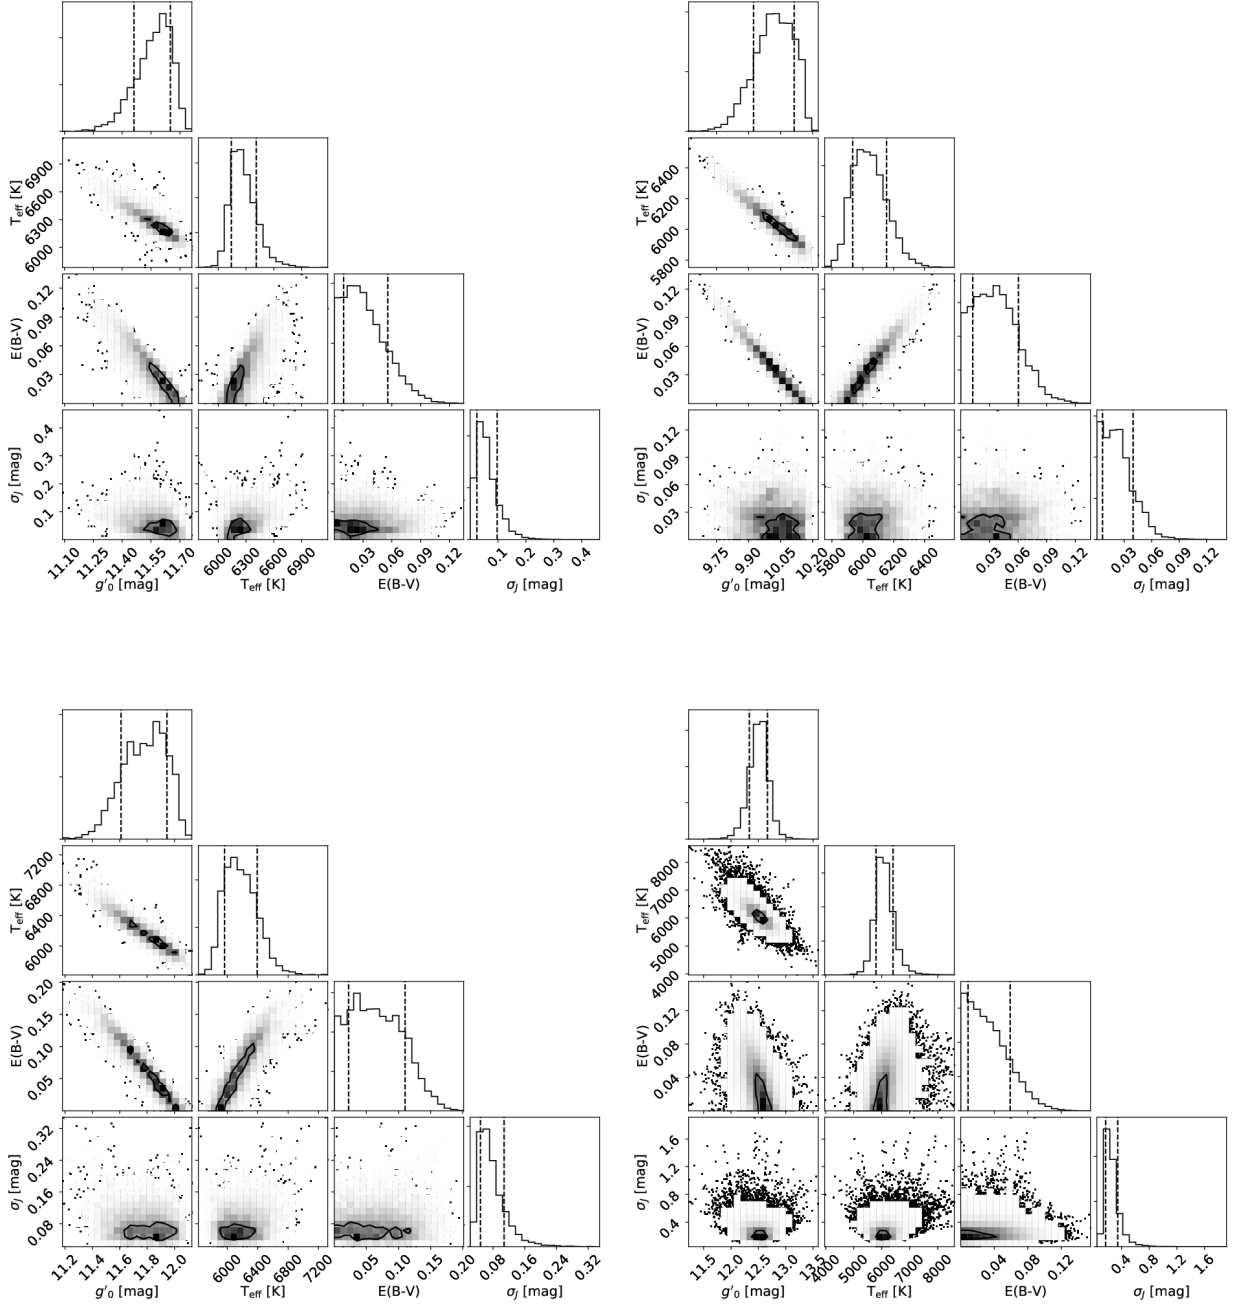 T_eff [K]
6900
6600
6300
6000
T_eff [K]
6400
6200
6000
5800
E(B-V)
0.12
0.09
0.06
0.03
E(B-V)
0.12
0.09
0.06
0.03
σ_J [mag]
0.4
0.3
0.2
0.1
σ_J [mag]
0.12
0.09
0.06
0.03
11.10 11.25 11.40 11.55 11.70 6000 6300 6600 6900 0.03 0.06 0.09 0.12 0.1 0.2 0.3 0.4
g'_0 [mag] T_eff [K] E(B-V) σ_J [mag]
9.75 9.90 10.05 10.20 5800 6000 6200 6400 0.03 0.06 0.09 0.12 0.03 0.06 0.09 0.12
g'_0 [mag] T_eff [K] E(B-V) σ_J [mag]
T_eff [K]
7200
6800
6400
6000
T_eff [K]
8000
7000
6000
5000
4000
E(B-V)
0.20
0.15
0.10
0.05
E(B-V)
0.12
0.08
0.04
σ_J [mag]
0.32
0.24
0.16
0.08
σ_J [mag]
1.6
1.2
0.8
0.4
11.2 11.4 11.6 11.8 12.0 6000 6400 6800 7200 0.05 0.10 0.15 0.20 0.08 0.16 0.24 0.32
g'_0 [mag] T_eff [K] E(B-V) σ_J [mag]
11.5 12.0 12.5 13.0 13.5 4000 5000 6000 7000 8000 0.04 0.08 0.12 0.4 0.8 1.2 1.6
g'_0 [mag] T_eff [K] E(B-V) σ_J [mag]